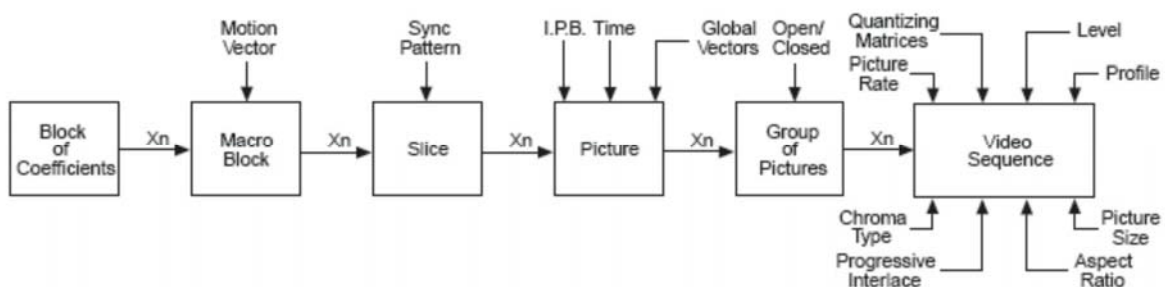 Motion
Vector
Sync
Pattern
I.P.B. Time
Global
Vectors
Open/
Closed
Quantizing
Matrices
Picture
Rate
Level
Profile
Block
of
Coefficients
Xn
Macro
Block
Xn
Slice
Xn
Picture
Xn
Group
of
Pictures
Xn
Video
Sequence
Chroma
Type
Progressive
Interlace
Aspect
Ratio
Picture
Size